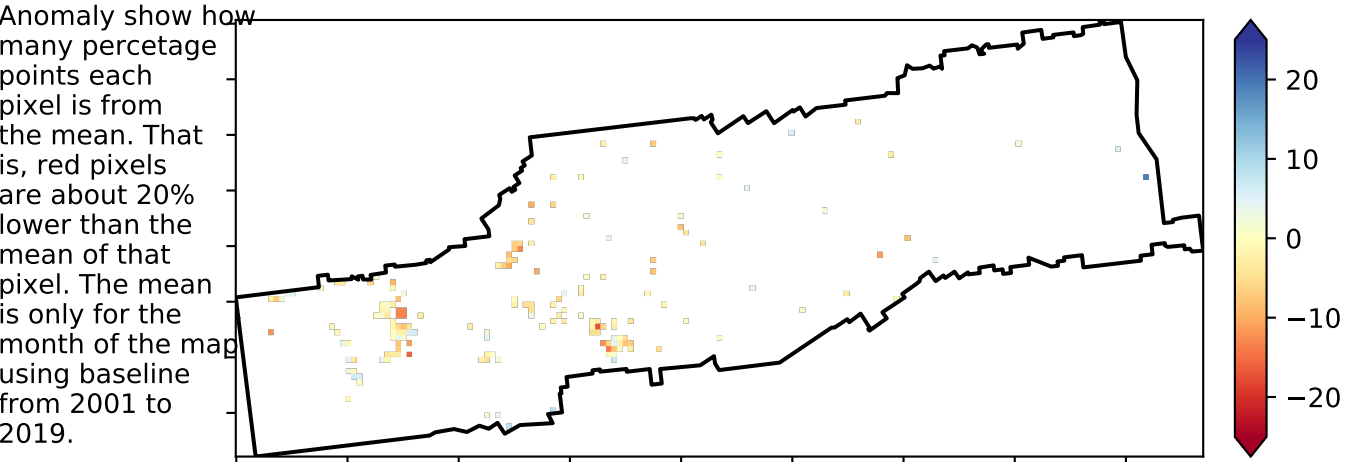 Anomaly show how
many percetage
points each
pixel is from
the mean. That
is, red pixels
are about 20%
lower than the
mean of that
pixel. The mean
is only for the
month of the map
using baseline
from 2001 to
2019.
20
10
0
−10
−20